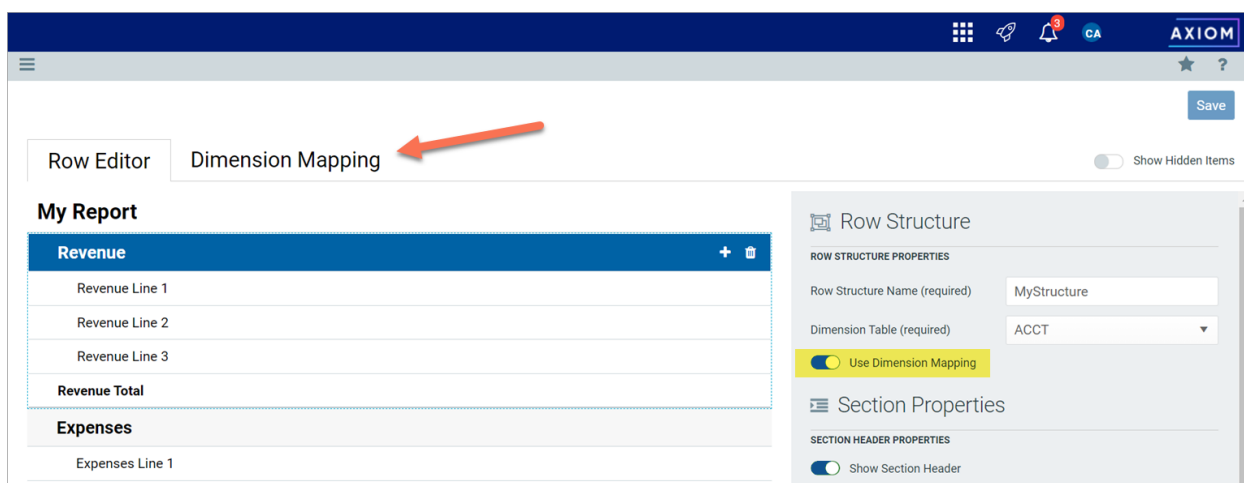 3
CA
AXIOM
?
Save
Row Editor
Dimension Mapping
Show Hidden Items
My Report
Revenue
Revenue Line 1
Revenue Line 2
Revenue Line 3
Revenue Total
Expenses
Expenses Line 1
Row Structure
ROW STRUCTURE PROPERTIES
Row Structure Name (required)
MyStructure
Dimension Table (required)
ACCT
Use Dimension Mapping
Section Properties
SECTION HEADER PROPERTIES
Show Section Header